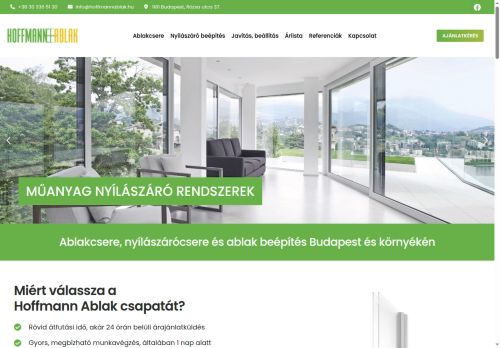 +36 30 336 51 30
info@hoffmannablak.hu
1161 Budapest, Rózsa utca 37.
HOFFMANN ABLAK
Ablakcsere
Nyílászáró beépítés
Javítás, beállítás
Árlista
Referenciák
Kapcsolat
AJÁNLATKÉRÉS
MŰANYAG NYÍLÁSZÁRÓ RENDSZEREK
Ablakcsere, nyílászárócsere és ablak beépítés Budapest és környékén
Miért válassza a
Hoffmann Ablak csapatát?
Rövid átfutási idő, akár 24 órán belüli árajánlatküldés
Gyors, megbízható munkavégzés, általában 1 nap alatt